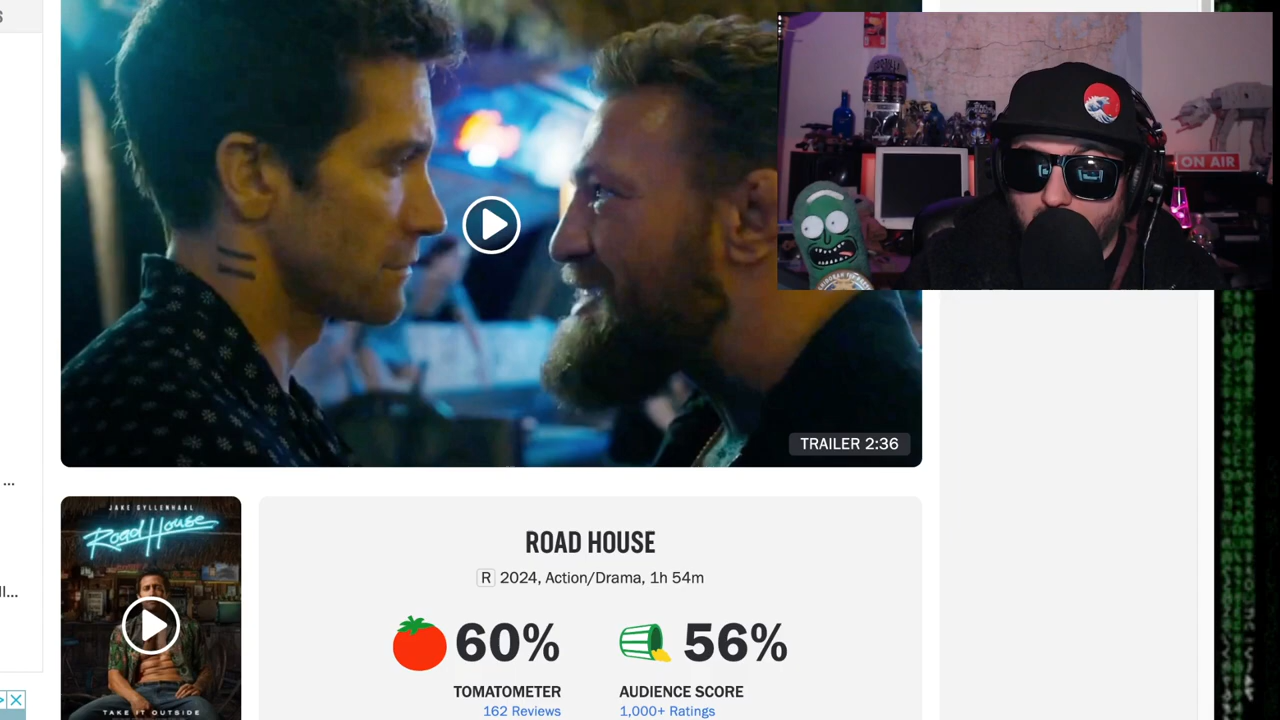 ON AIR
TRAILER 2:36
JAKE GYLLENHAAL
Road House
TAKE IT OUTSIDE
ROAD HOUSE
R 2024, Action/Drama, 1h 54m
60% 56%
TOMATOMETER AUDIENCE SCORE
162 Reviews 1,000+ Ratings